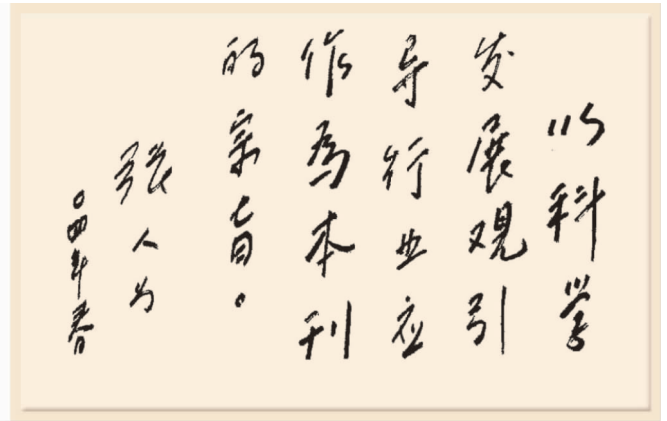 以科学
发展观引
导行业应
作为本刊
的宗旨。
张人为
〇四年春